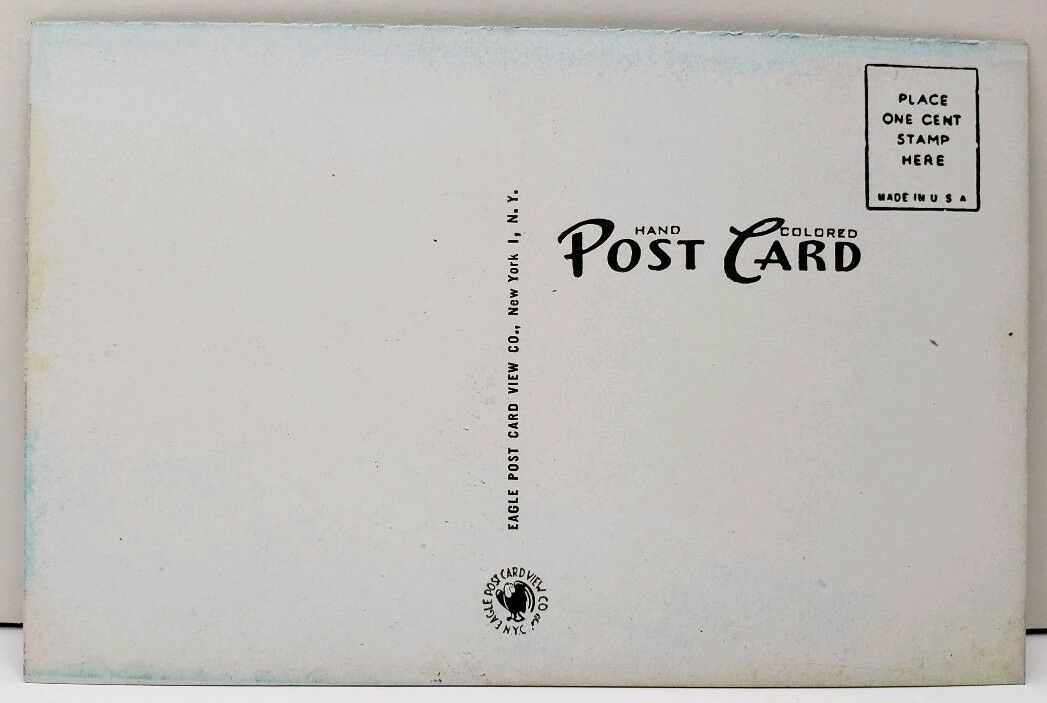 PLACE
ONE CENT
STAMP
HERE
MADE IN U S A
HAND COLORED
POST CARD
EAGLE POST CARD VIEW CO., New York 1, N. Y.
EAGLE POST CARD VIEW CO
N.Y.C